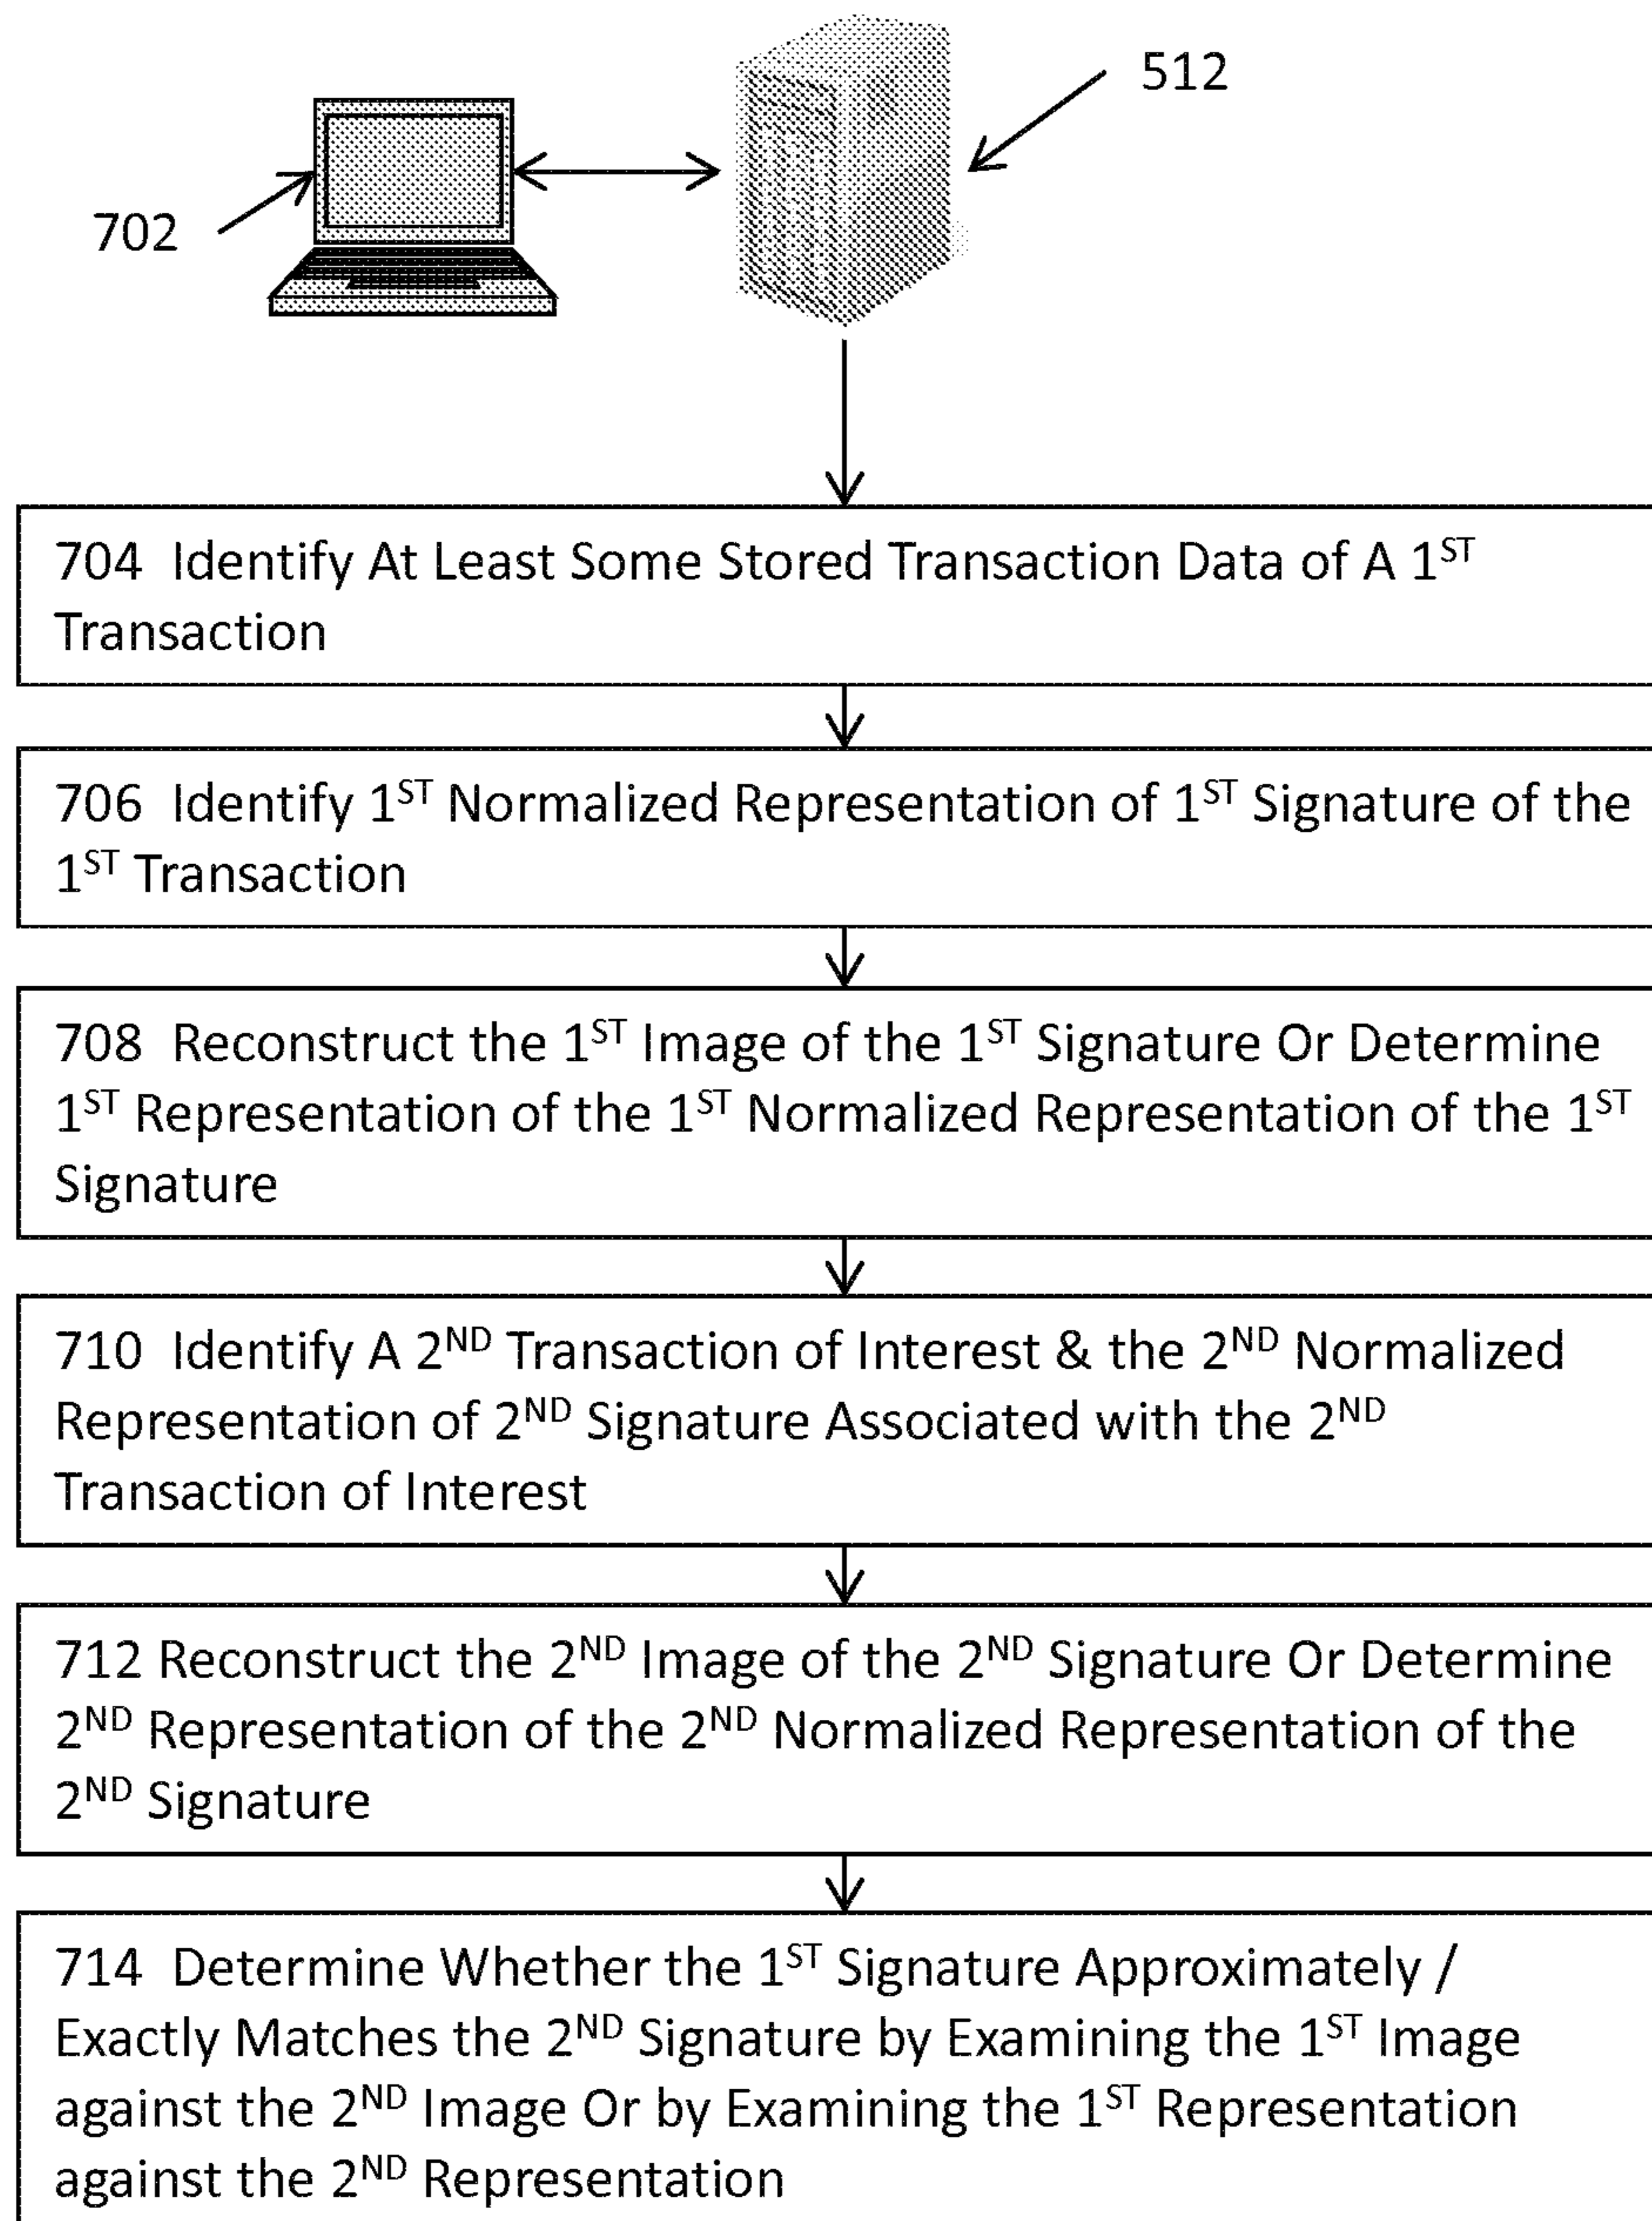 512
702
704 Identify At Least Some Stored Transaction Data of A 1ST
Transaction
706 Identify 1ST Normalized Representation of 1ST Signature of the
1ST Transaction
708 Reconstruct the 1ST Image of the 1ST Signature Or Determine
1ST Representation of the 1ST Normalized Representation of the 1ST
Signature
710 Identify A 2ND Transaction of Interest & the 2ND Normalized
Representation of 2ND Signature Associated with the 2ND
Transaction of Interest
712 Reconstruct the 2ND Image of the 2ND Signature Or Determine
2ND Representation of the 2ND Normalized Representation of the
2ND Signature
714 Determine Whether the 1ST Signature Approximately /
Exactly Matches the 2ND Signature by Examining the 1ST Image
against the 2ND Image Or by Examining the 1ST Representation
against the 2ND Representation